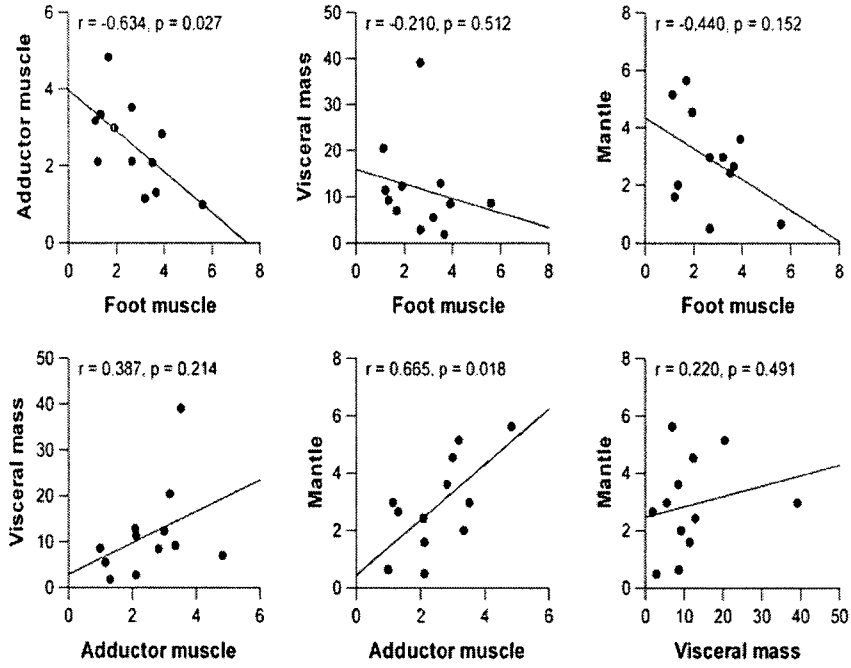 r = -0.634, p = 0.027
Adductor muscle
6
4
2
0
0 2 4 6 8
Foot muscle
r = -0.210, p = 0.512
Visceral mass
50
40
30
20
10
0
0 2 4 6 8
Foot muscle
r = -0.440, p = 0.152
Mantle
8
6
4
2
0
0 2 4 6 8
Foot muscle
r = 0.387, p = 0.214
Visceral mass
50
40
30
20
10
0
0 2 4 6
Adductor muscle
r = 0.665, p = 0.018
Mantle
8
6
4
2
0
0 2 4 6
Adductor muscle
r = 0.220, p = 0.491
Mantle
8
6
4
2
0
0 10 20 30 40 50
Visceral mass